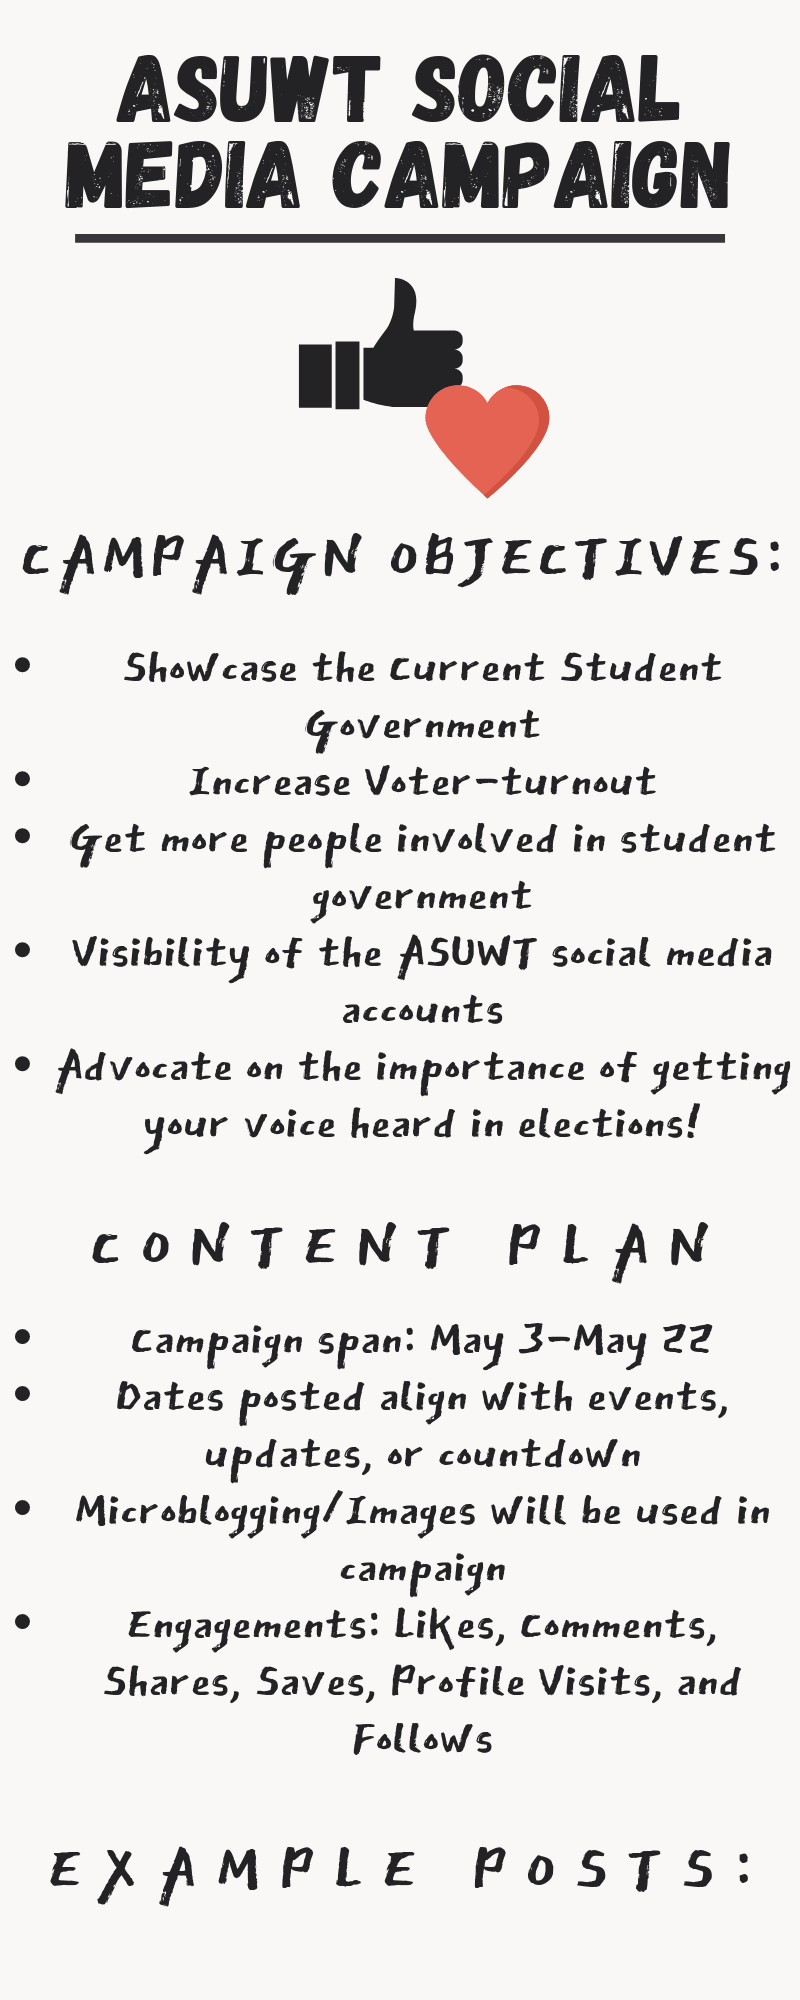 ASUWT SOCIAL
MEDIA CAMPAIGN
CAMPAIGN OBJECTIVES:
• Showcase the Current Student
Government
• Increase Voter-turnout
• Get more people involved in student
government
• Visibility of the ASUWT social media
accounts
• Advocate on the importance of getting
your voice heard in elections!
CONTENT PLAN
• Campaign span: May 3-May 22
• Dates posted align with events,
updates, or countdown
• Microblogging/Images will be used in
campaign
• Engagements: Likes, Comments,
Shares, Saves, Profile Visits, and
Follows
EXAMPLE POSTS: